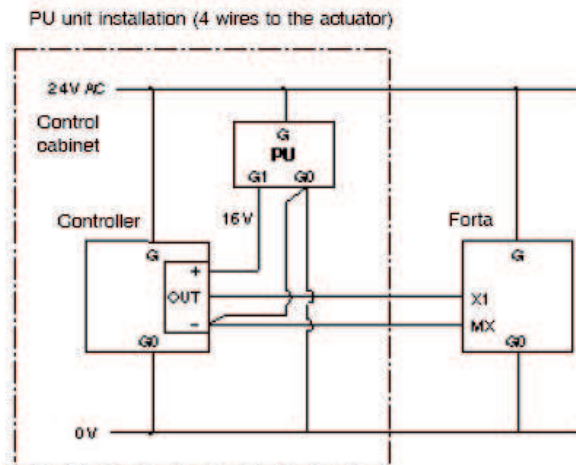 PU unit installation (4 wires to the actuator)
24V AC
Control
cabinet
G
PU
G1 G0
16V
Controller
Forta
G
G
+
OUT
X1
-
MX
G0
G0
0V